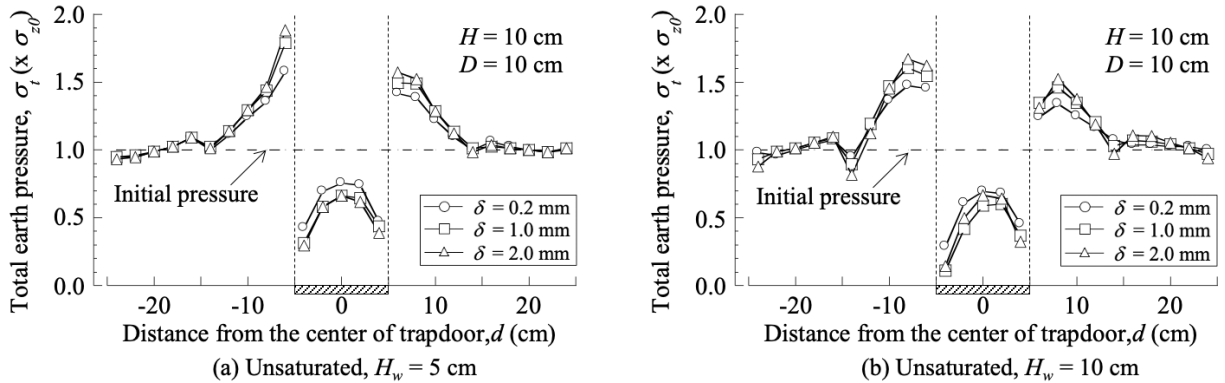 2.0
1.5
1.0
0.5
0.0
Total earth pressure, σt (x σz0)
H = 10 cm
D = 10 cm
Initial pressure
δ = 0.2 mm
δ = 1.0 mm
δ = 2.0 mm
-20 -10 0 10 20
Distance from the center of trapdoor,d (cm)
(a) Unsaturated, Hw = 5 cm
2.0
1.5
1.0
0.5
0.0
Total earth pressure, σt (x σz0)
H = 10 cm
D = 10 cm
Initial pressure
δ = 0.2 mm
δ = 1.0 mm
δ = 2.0 mm
-20 -10 0 10 20
Distance from the center of trapdoor,d (cm)
(b) Unsaturated, Hw = 10 cm